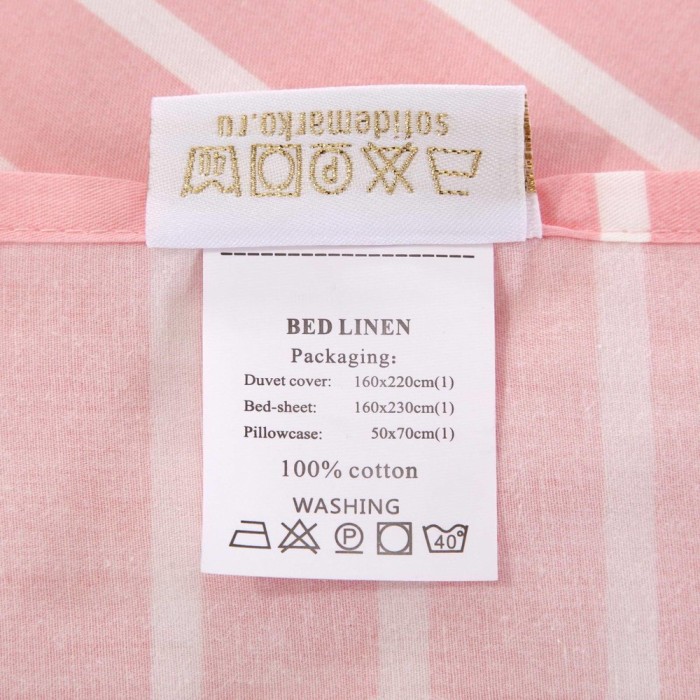 sofidemarko.ru
40
P
BED LINEN
Packaging:
Duvet cover: 160x220cm(1)
Bed-sheet: 160x230cm(1)
Pillowcase: 50x70cm(1)
100% cotton
WASHING
P 40°